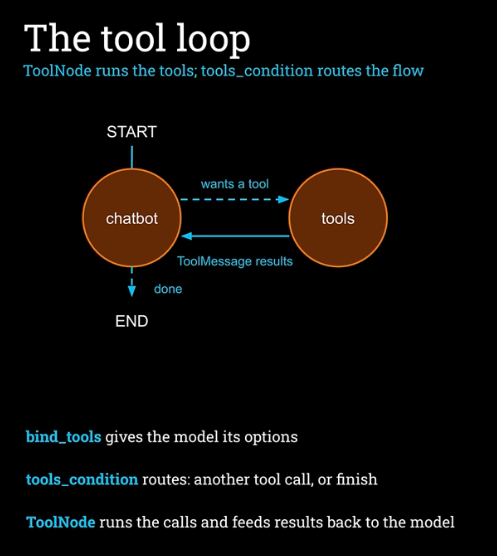 The tool loop
ToolNode runs the tools; tools_condition routes the flow
START
wants a tool
chatbot
tools
ToolMessage results
done
END
bind_tools gives the model its options
tools_condition routes: another tool call, or finish
ToolNode runs the calls and feeds results back to the model